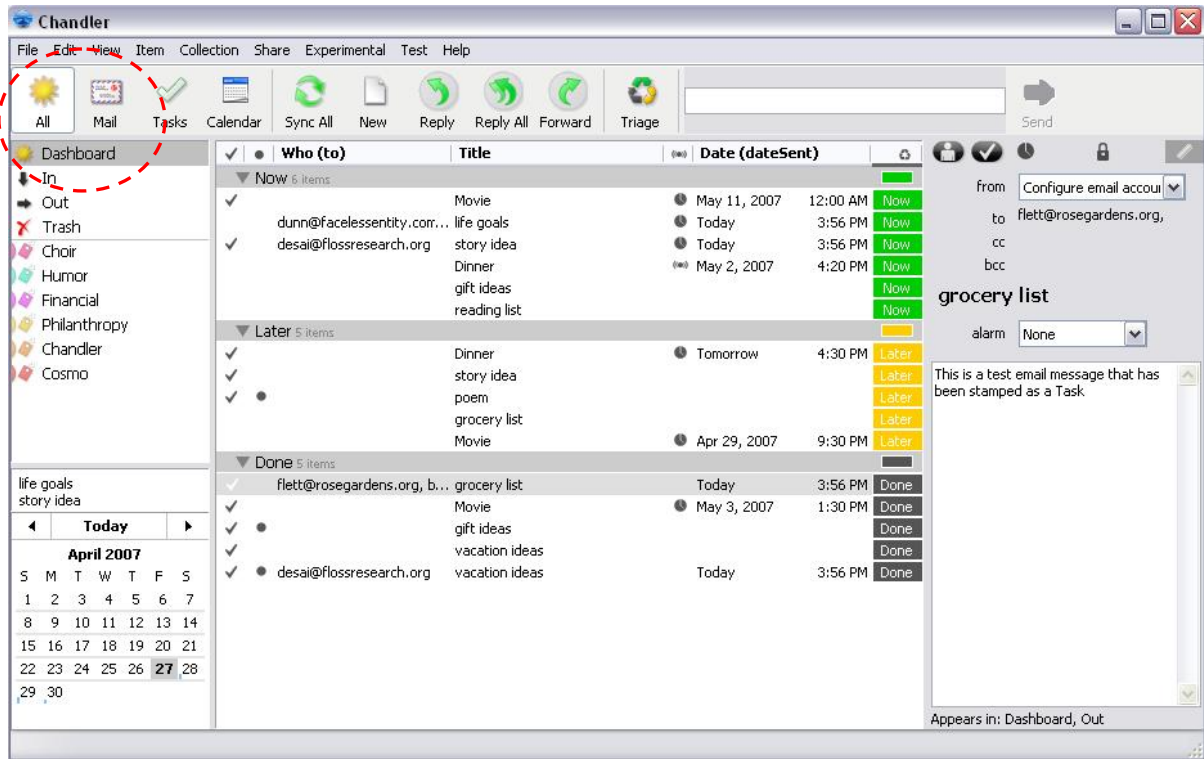 Chandler
File Edit View Item Collection Share Experimental Test Help
All Mail Tasks Calendar Sync All New Reply Reply All Forward Triage Send
Dashboard
In
Out
Trash
Choir
Humor
Financial
Philanthropy
Chandler
Cosmo
life goals
story idea
Today
April 2007
S M T W T F S
1 2 3 4 5 6 7
8 9 10 11 12 13 14
15 16 17 18 19 20 21
22 23 24 25 26 27 28
29 30
Who (to) Title Date (dateSent)
Now 6 items
Movie May 11, 2007 12:00 AM Now
dunn@facelessentity.com... life goals Today 3:56 PM Now
desai@flossresearch.org story idea Today 3:56 PM Now
Dinner May 2, 2007 4:20 PM Now
gift ideas Now
reading list Now
Later 5 items
Dinner Tomorrow 4:30 PM Later
story idea Later
poem Later
grocery list Later
Movie Apr 29, 2007 9:30 PM Later
Done 5 items
flett@rosegardens.org, b... grocery list Today 3:56 PM Done
Movie May 3, 2007 1:30 PM Done
gift ideas Done
vacation ideas Done
desai@flossresearch.org vacation ideas Today 3:56 PM Done
from Configure email accou
to flett@rosegardens.org,
cc
bcc
grocery list
alarm None
This is a test email message that has
been stamped as a Task
Appears in: Dashboard, Out